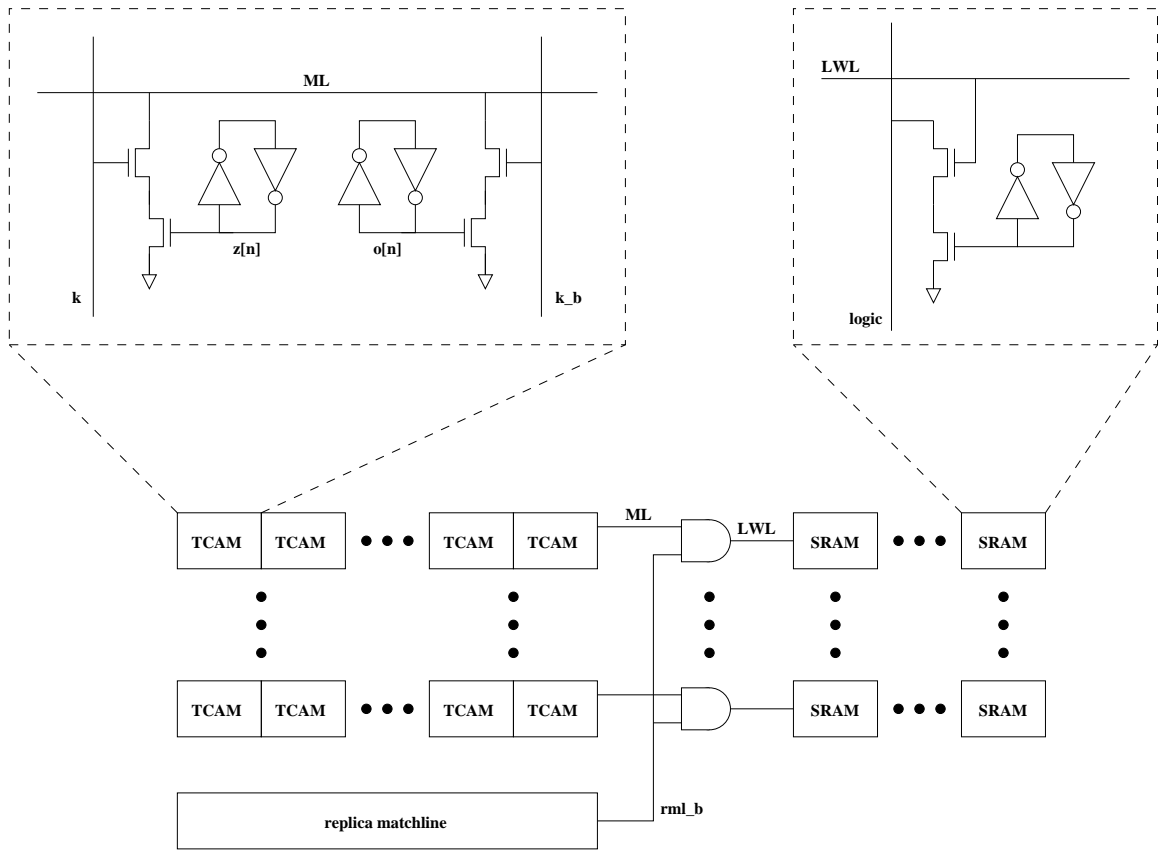 ML
LWL
z[n]
o[n]
k
k_b
logic
ML
LWL
TCAM
TCAM
TCAM
TCAM
SRAM
SRAM
TCAM
TCAM
TCAM
TCAM
SRAM
SRAM
replica matchline
rml_b